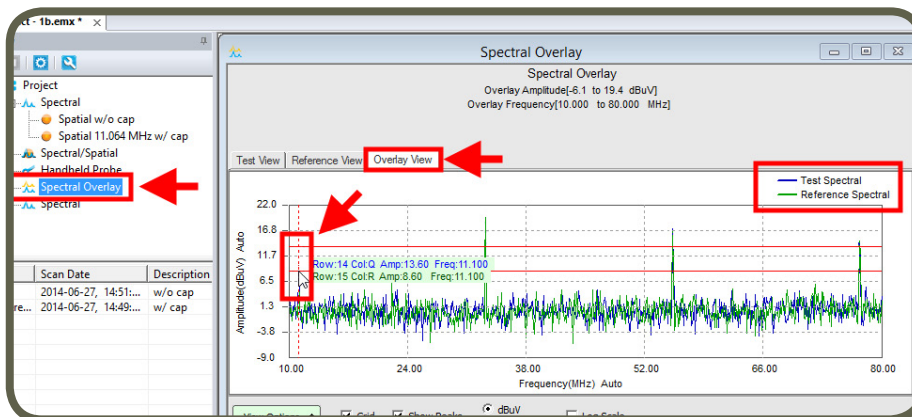 ct - 1b.emx *
Project
Spectral
Spatial w/o cap
Spatial 11.064 MHz w/ cap
Spectral/Spatial
Handheld Probe
Spectral Overlay
Spectral
Scan Date Description
2014-06-27, 14:51:... w/o cap
re... 2014-06-27, 14:49:... w/ cap
Spectral Overlay
Spectral Overlay
Overlay Amplitude[-6.1 to 19.4 dBuV]
Overlay Frequency[10.000 to 80.000 MHz]
Test View Reference View Overlay View
Test Spectral
Reference Spectral
Amplitude(dBuV) Auto
22.0
16.8
11.7
6.5
1.3
-3.8
-9.0
Row:14 Col:Q Amp:13.60 Freq:11.100
Row:15 Col:R Amp:8.60 Freq:11.100
10.00 24.00 38.00 52.00 66.00 80.00
Frequency(MHz) Auto
View Options Grid Show Peaks dBuV Log Scale